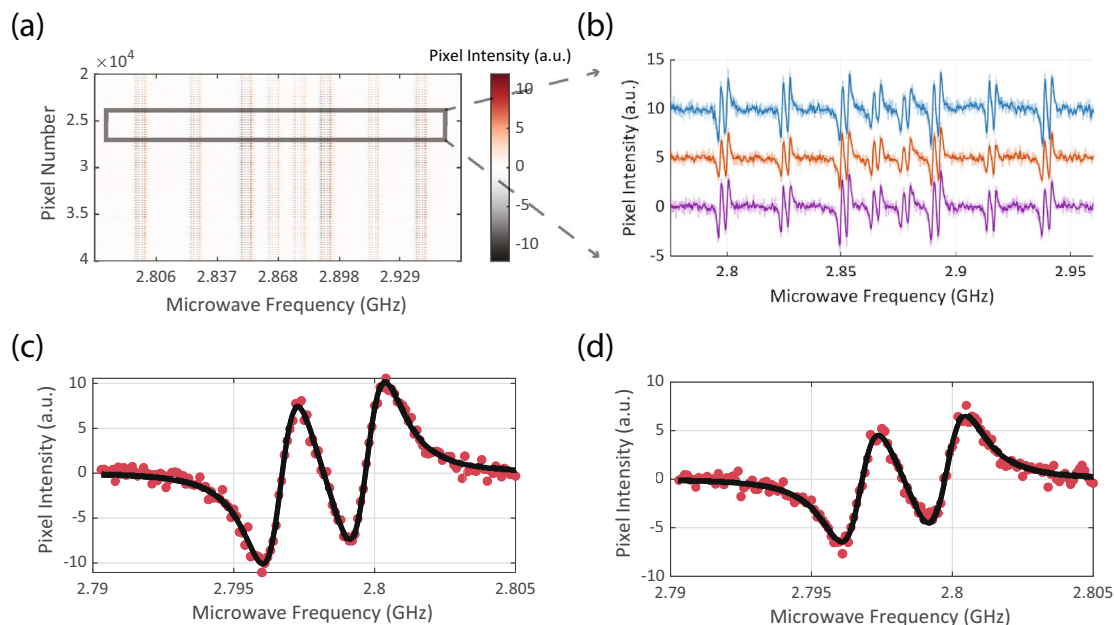 (a)
×10⁴
Pixel Intensity (a.u.)
Pixel Number
2
2.5
3
3.5
4
2.806 2.837 2.868 2.898 2.929
Microwave Frequency (GHz)
10
5
0
-5
-10
(b)
Pixel Intensity (a.u.)
15
10
5
0
-5
2.8 2.85 2.9 2.95
Microwave Frequency (GHz)
(c)
Pixel Intensity (a.u.)
10
5
0
-5
-10
2.79 2.795 2.8 2.805
Microwave Frequency (GHz)
(d)
Pixel Intensity (a.u.)
10
5
0
-5
-10
2.79 2.795 2.8 2.805
Microwave Frequency (GHz)